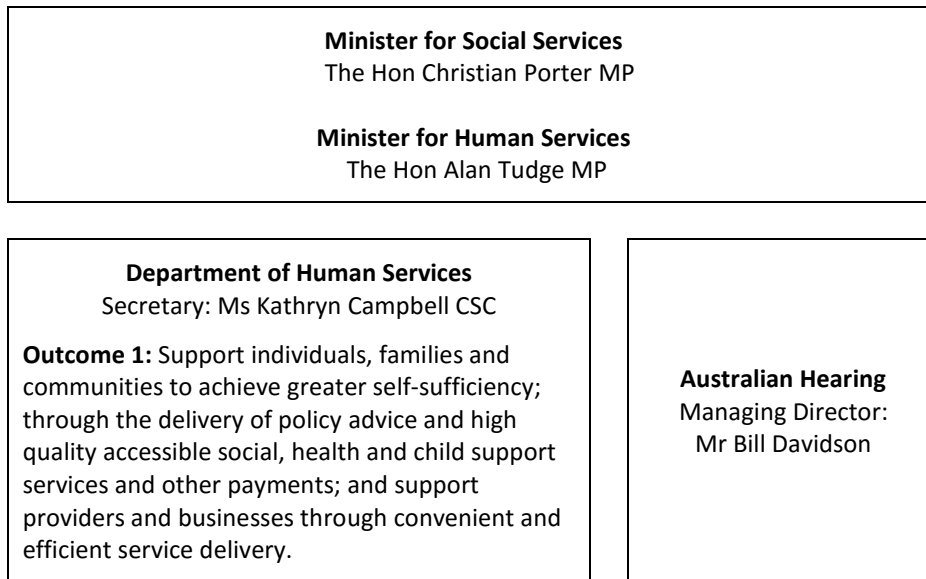 Minister for Social Services
The Hon Christian Porter MP
Minister for Human Services
The Hon Alan Tudge MP
Department of Human Services
Secretary: Ms Kathryn Campbell CSC
Outcome 1: Support individuals, families and
communities to achieve greater self-sufficiency;
through the delivery of policy advice and high
quality accessible social, health and child support
services and other payments; and support
providers and businesses through convenient and
efficient service delivery.
Australian Hearing
Managing Director:
Mr Bill Davidson